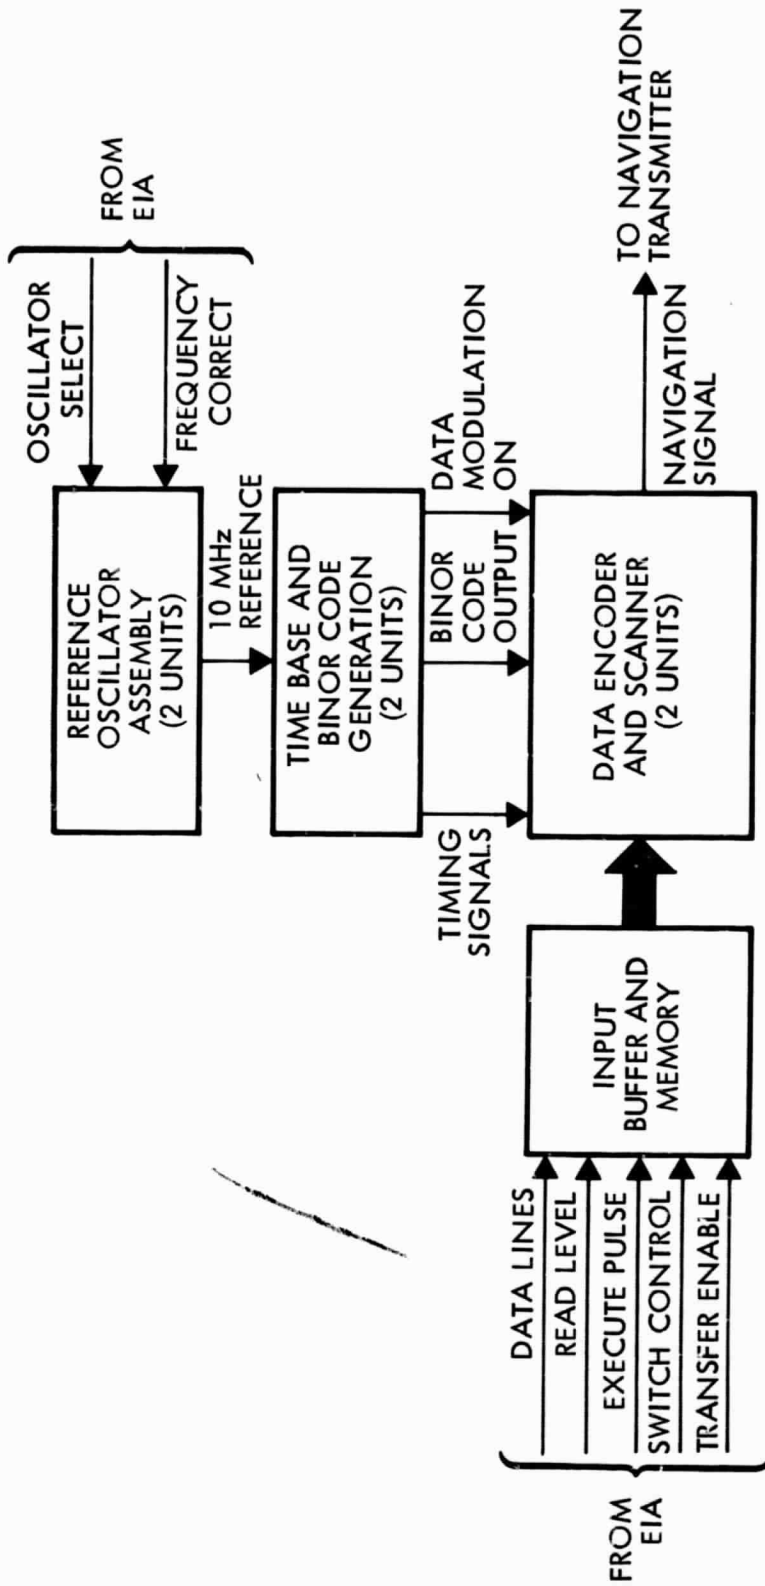 FROM
EIA
OSCILLATOR
SELECT
FREQUENCY
CORRECT
REFERENCE
OSCILLATOR
ASSEMBLY
(2 UNITS)
10 MHz
REFERENCE
TIME BASE AND
BINOR CODE
GENERATION
(2 UNITS)
TIMING
SIGNALS
BINOR
CODE
OUTPUT
DATA
MODULATION
ON
FROM
EIA
DATA LINES
READ LEVEL
EXECUTE PULSE
SWITCH CONTROL
TRANSFER ENABLE
INPUT
BUFFER AND
MEMORY
DATA ENCODER
AND SCANNER
(2 UNITS)
NAVIGATION
SIGNAL
TO NAVIGATION
TRANSMITTER